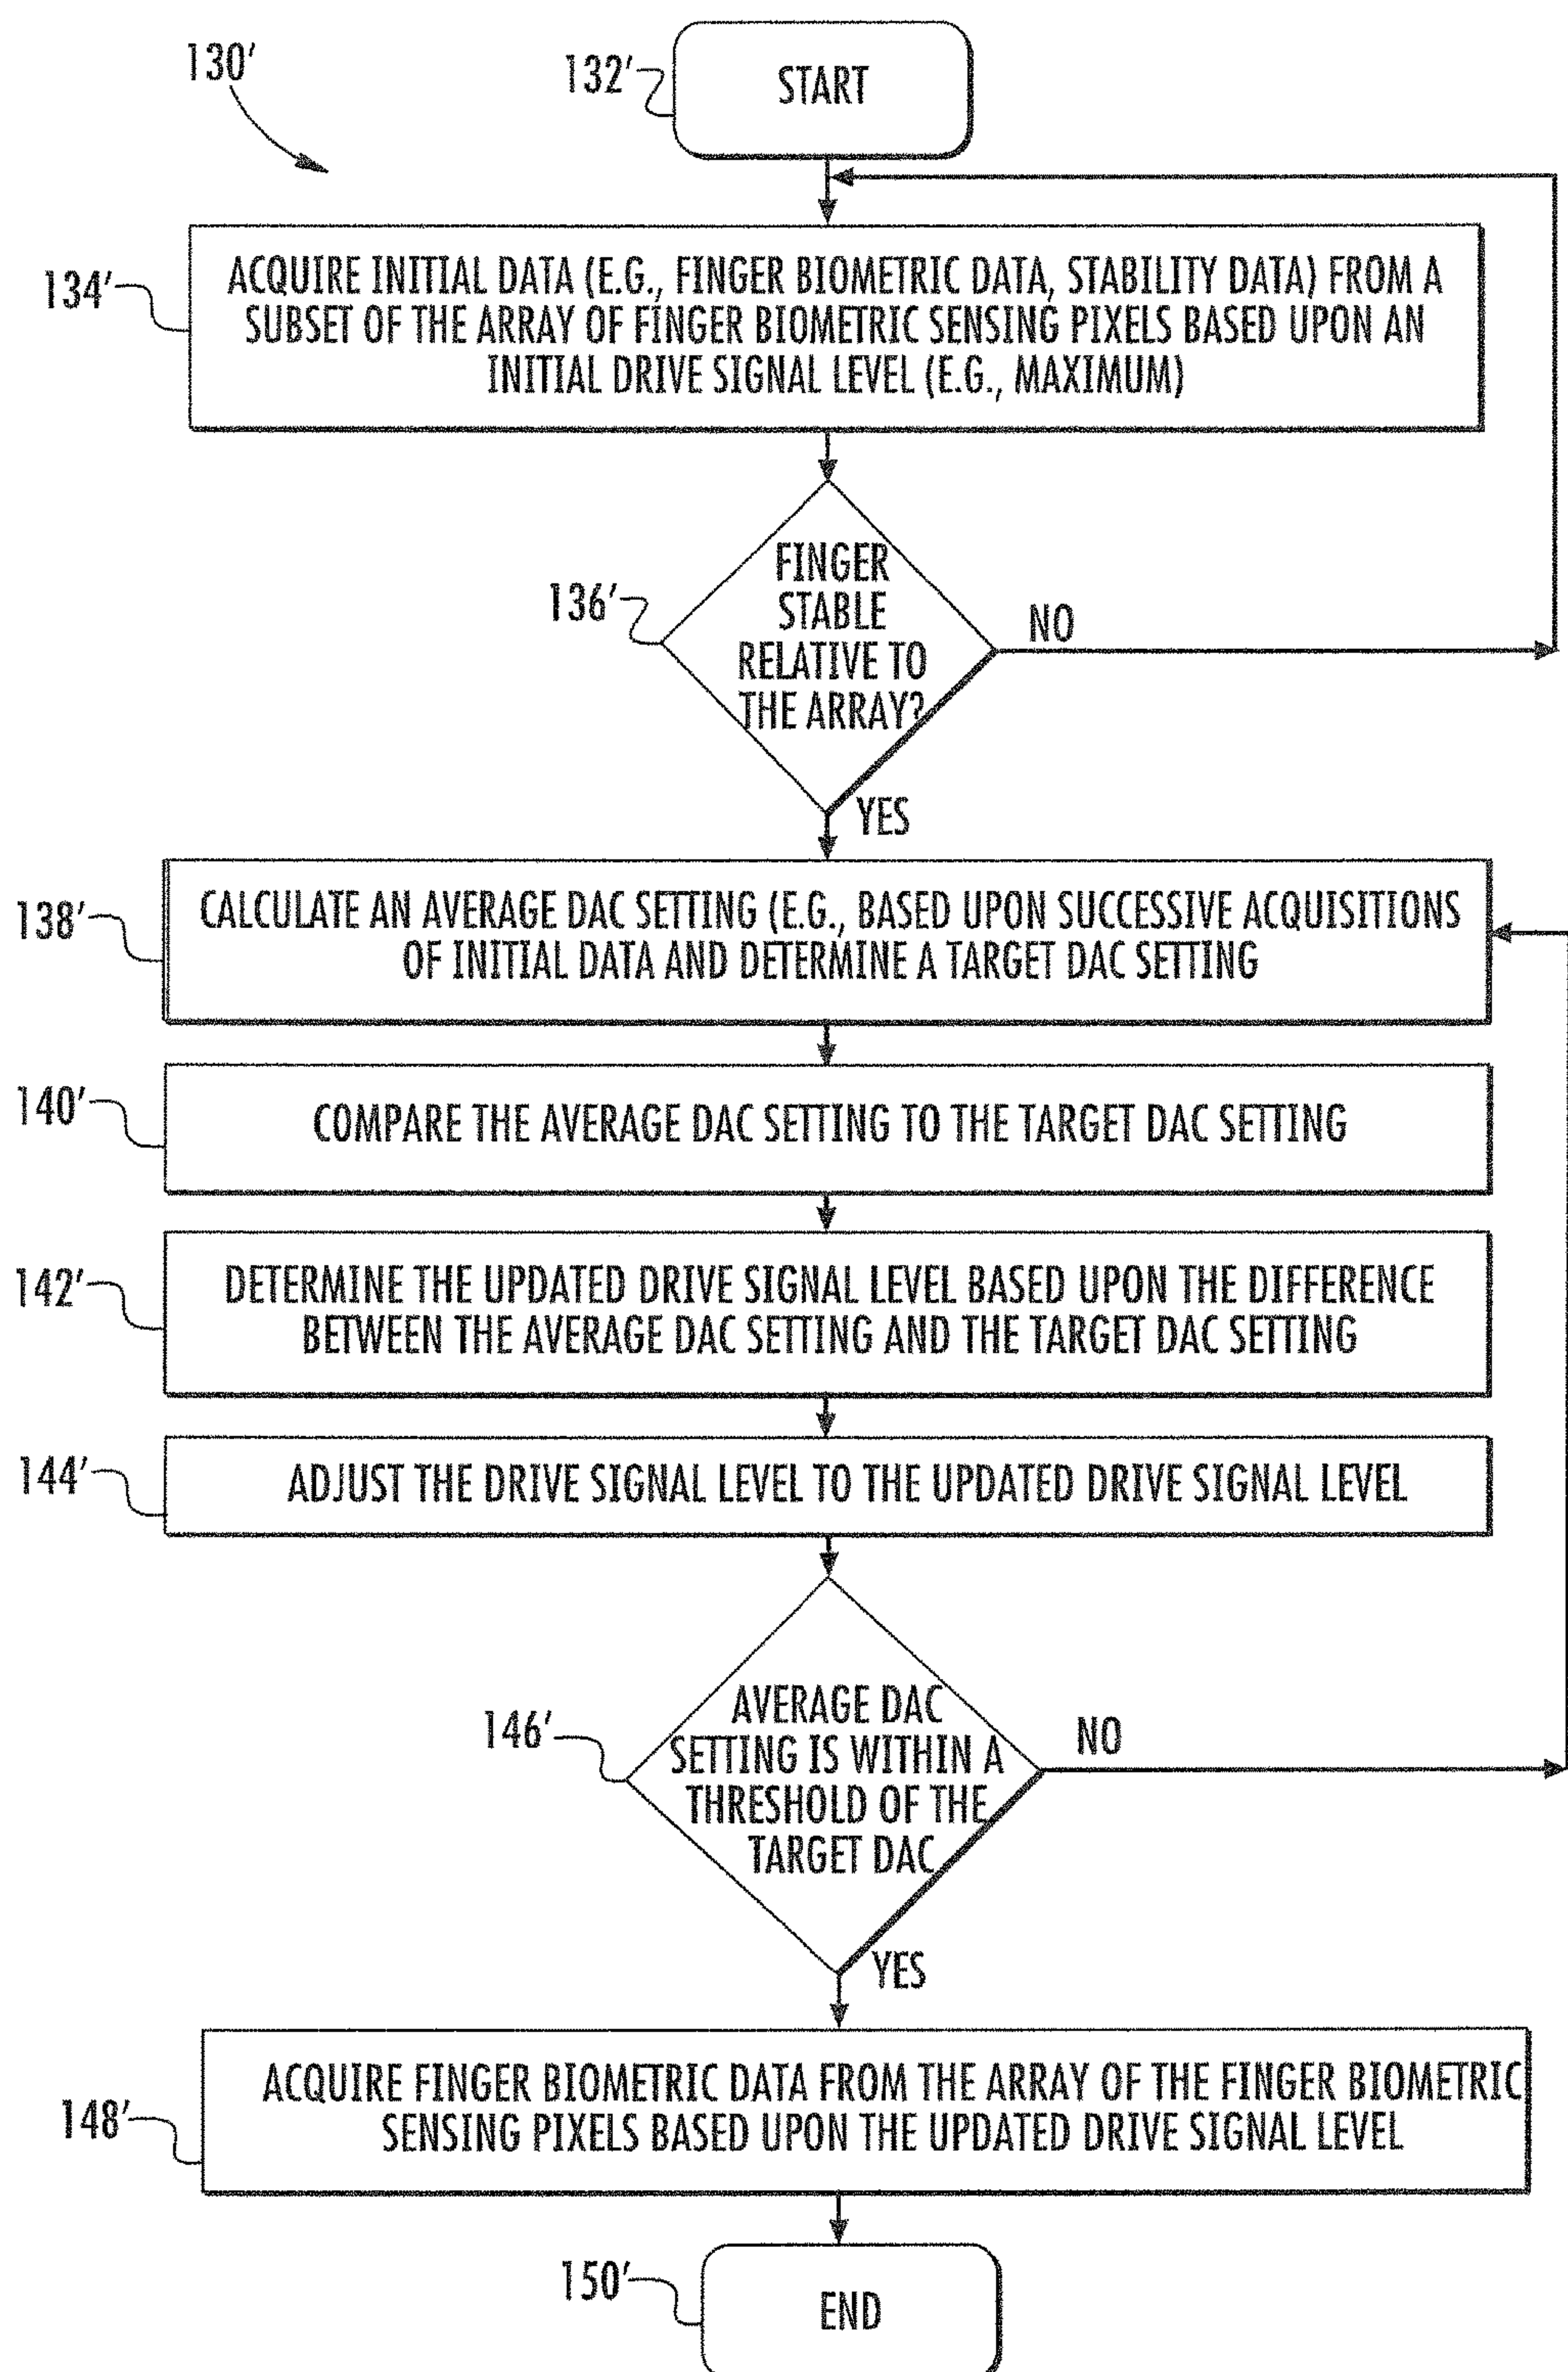 130'
132'
START
134'
ACQUIRE INITIAL DATA (E.G., FINGER BIOMETRIC DATA, STABILITY DATA) FROM A
SUBSET OF THE ARRAY OF FINGER BIOMETRIC SENSING PIXELS BASED UPON AN
INITIAL DRIVE SIGNAL LEVEL (E.G., MAXIMUM)
136'
FINGER
STABLE
RELATIVE TO
THE ARRAY?
NO
YES
138'
CALCULATE AN AVERAGE DAC SETTING (E.G., BASED UPON SUCCESSIVE ACQUISITIONS
OF INITIAL DATA AND DETERMINE A TARGET DAC SETTING
140'
COMPARE THE AVERAGE DAC SETTING TO THE TARGET DAC SETTING
142'
DETERMINE THE UPDATED DRIVE SIGNAL LEVEL BASED UPON THE DIFFERENCE
BETWEEN THE AVERAGE DAC SETTING AND THE TARGET DAC SETTING
144'
ADJUST THE DRIVE SIGNAL LEVEL TO THE UPDATED DRIVE SIGNAL LEVEL
146'
AVERAGE DAC
SETTING IS WITHIN A
THRESHOLD OF THE
TARGET DAC
NO
YES
148'
ACQUIRE FINGER BIOMETRIC DATA FROM THE ARRAY OF THE FINGER BIOMETRIC
SENSING PIXELS BASED UPON THE UPDATED DRIVE SIGNAL LEVEL
150'
END